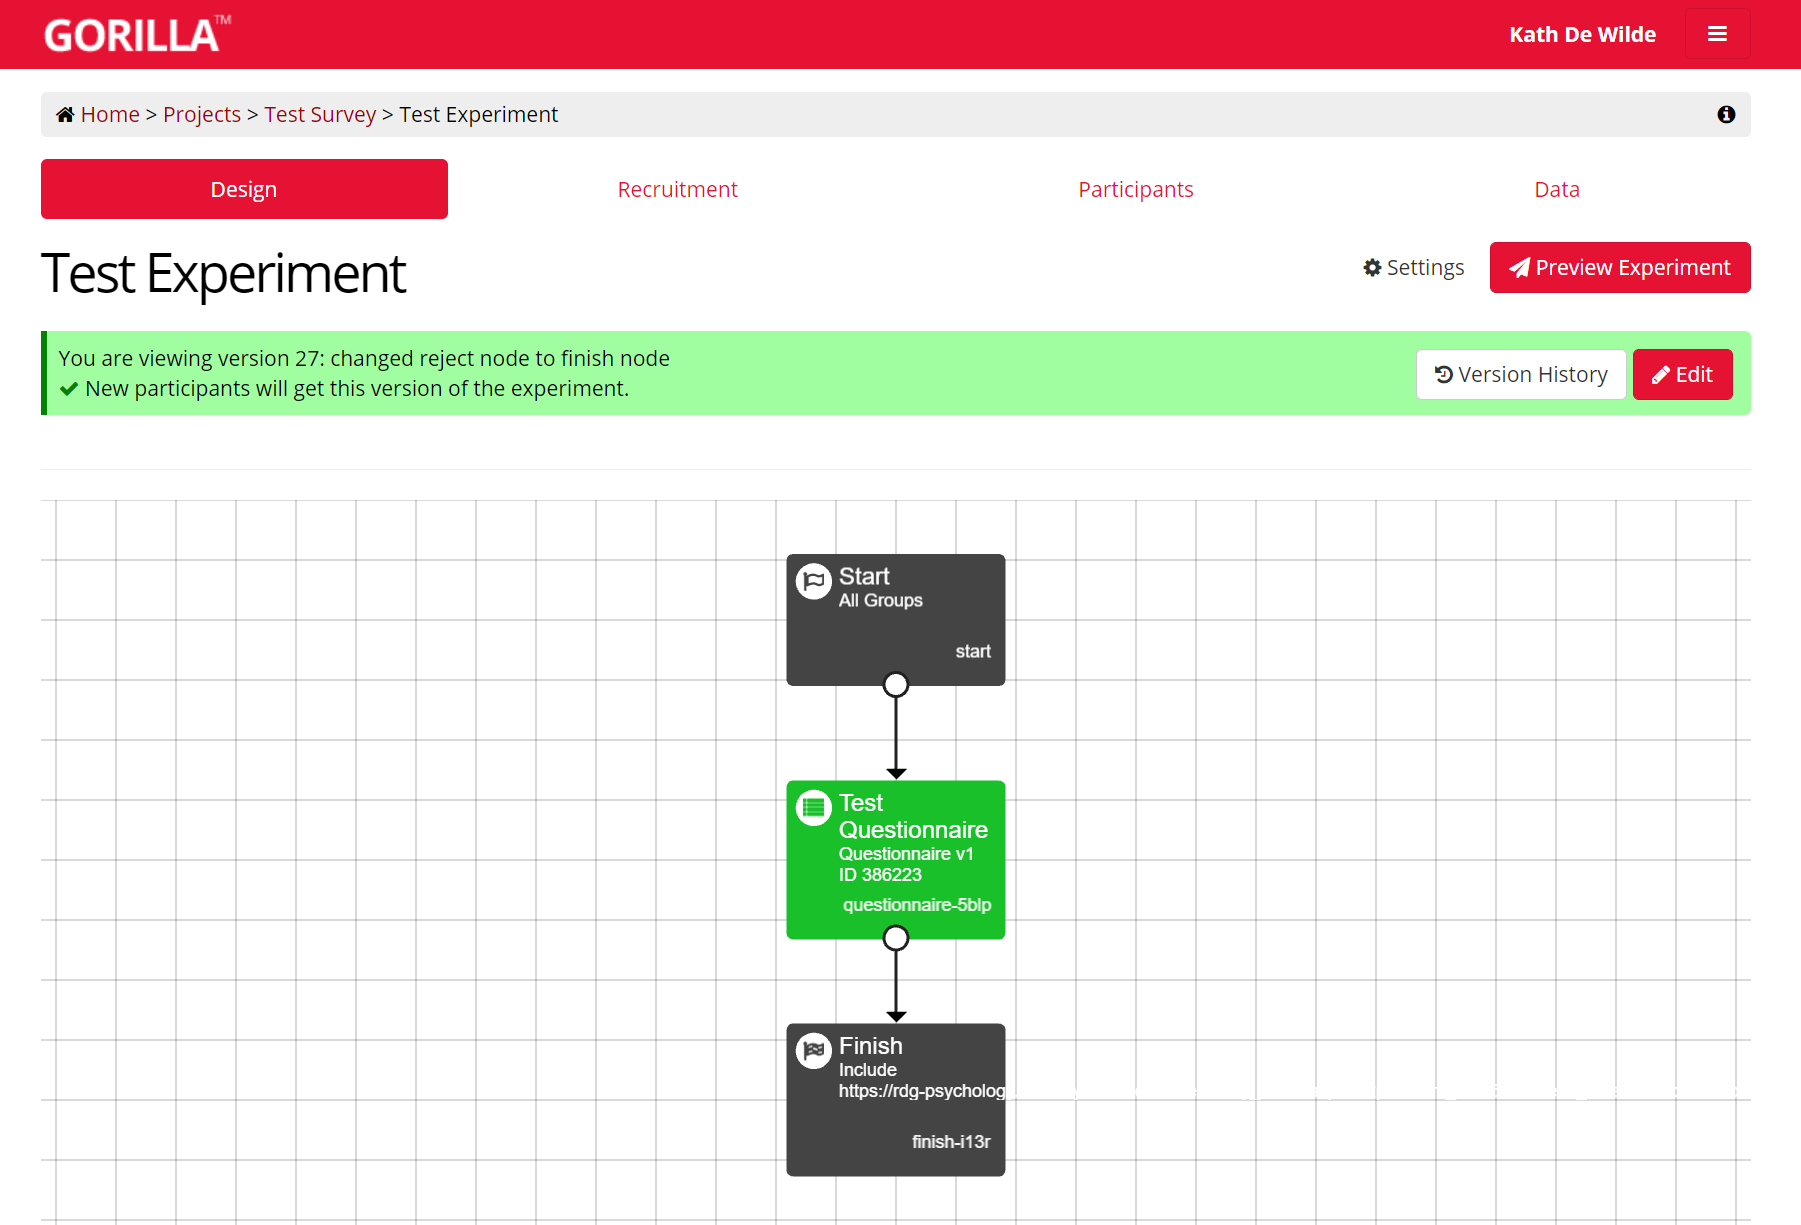 GORILLA™
Kath De Wilde
Home > Projects > Test Survey > Test Experiment
Design
Recruitment
Participants
Data
Test Experiment
Settings
Preview Experiment
You are viewing version 27: changed reject node to finish node
New participants will get this version of the experiment.
Version History
Edit
Start
All Groups
start
Test
Questionnaire
Questionnaire v1
ID 386223
questionnaire-5blp
Finish
Include
https://rdg-psycholog
finish-i13r